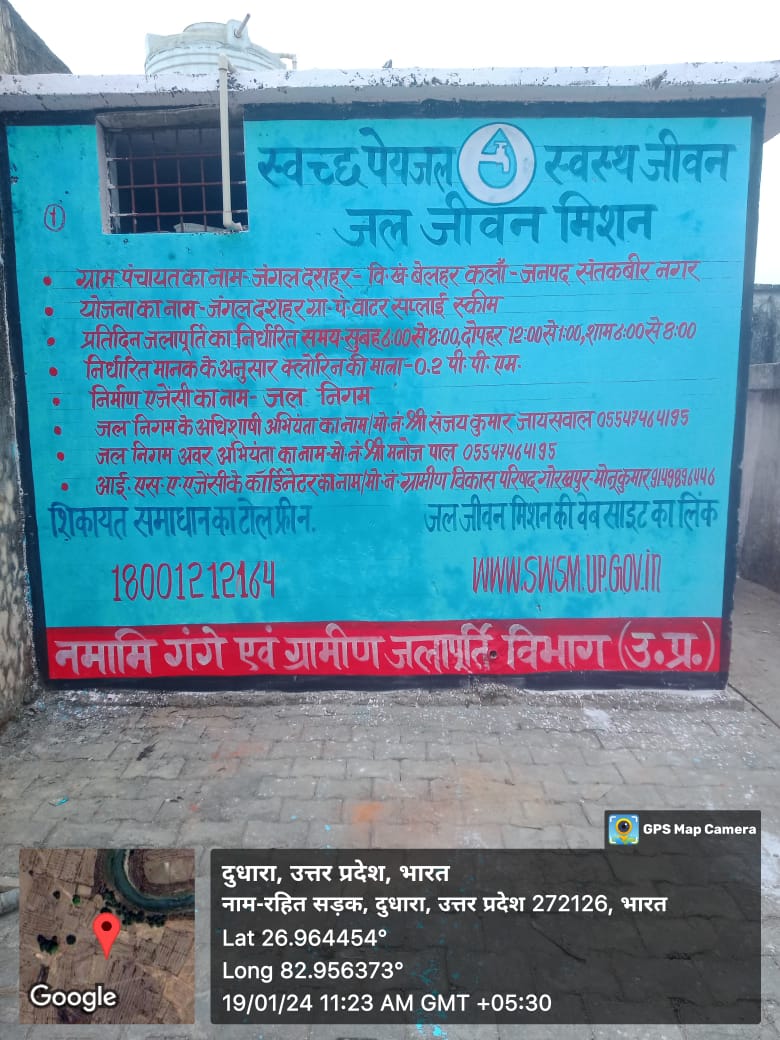 स्वच्छ पेयजल स्वस्थ जीवन
जल जीवन मिशन
१
• ग्राम पंचायत का नाम- जंगल दशहर- वि·खं बेलहर कलाँ - जनपद संतकबीर नगर
• योजना का नाम- जंगल दशहर ग्रा· पे· वाटर सप्लाई स्कीम
• प्रतिदिन जलापूर्ति का निर्धारित समय- सुबह 6:00 से 8:00, दोपहर 12:00 से 1:00, शाम 6:00 से 8:00
• निर्धारित मानक के अनुसार क्लोरिन की मात्रा - 0.2 पी· पी· एम·
• निर्माण एजेंसी का नाम- जल निगम
• जल निगम के अधिशाषी अभियंता का नाम/मो·नं· श्री संजय कुमार जायसवाल 05547464195
• जल निगम अवर अभियंता का नाम- मो·नं· श्री मनोज पाल 05547464195
• आई· एस· ए· एजेंसी के कॉर्डिनेटर का नाम/मो·नं· ग्रामीण विकास परिषद गोरखपुर- मोनू कुमार 9149896446
शिकायत समाधान का टोल फ्री न. जल जीवन मिशन की वेब साइट का लिंक
18001212164 WWW.SWSM.UP.GOV.in
नमामि गंगे एवं ग्रामीण जलापूर्ति विभाग (उ.प्र.)
GPS Map Camera
दुधारा, उत्तर प्रदेश, भारत
नाम-रहित सड़क, दुधारा, उत्तर प्रदेश 272126, भारत
Lat 26.964454°
Long 82.956373°
19/01/24 11:23 AM GMT +05:30
Google